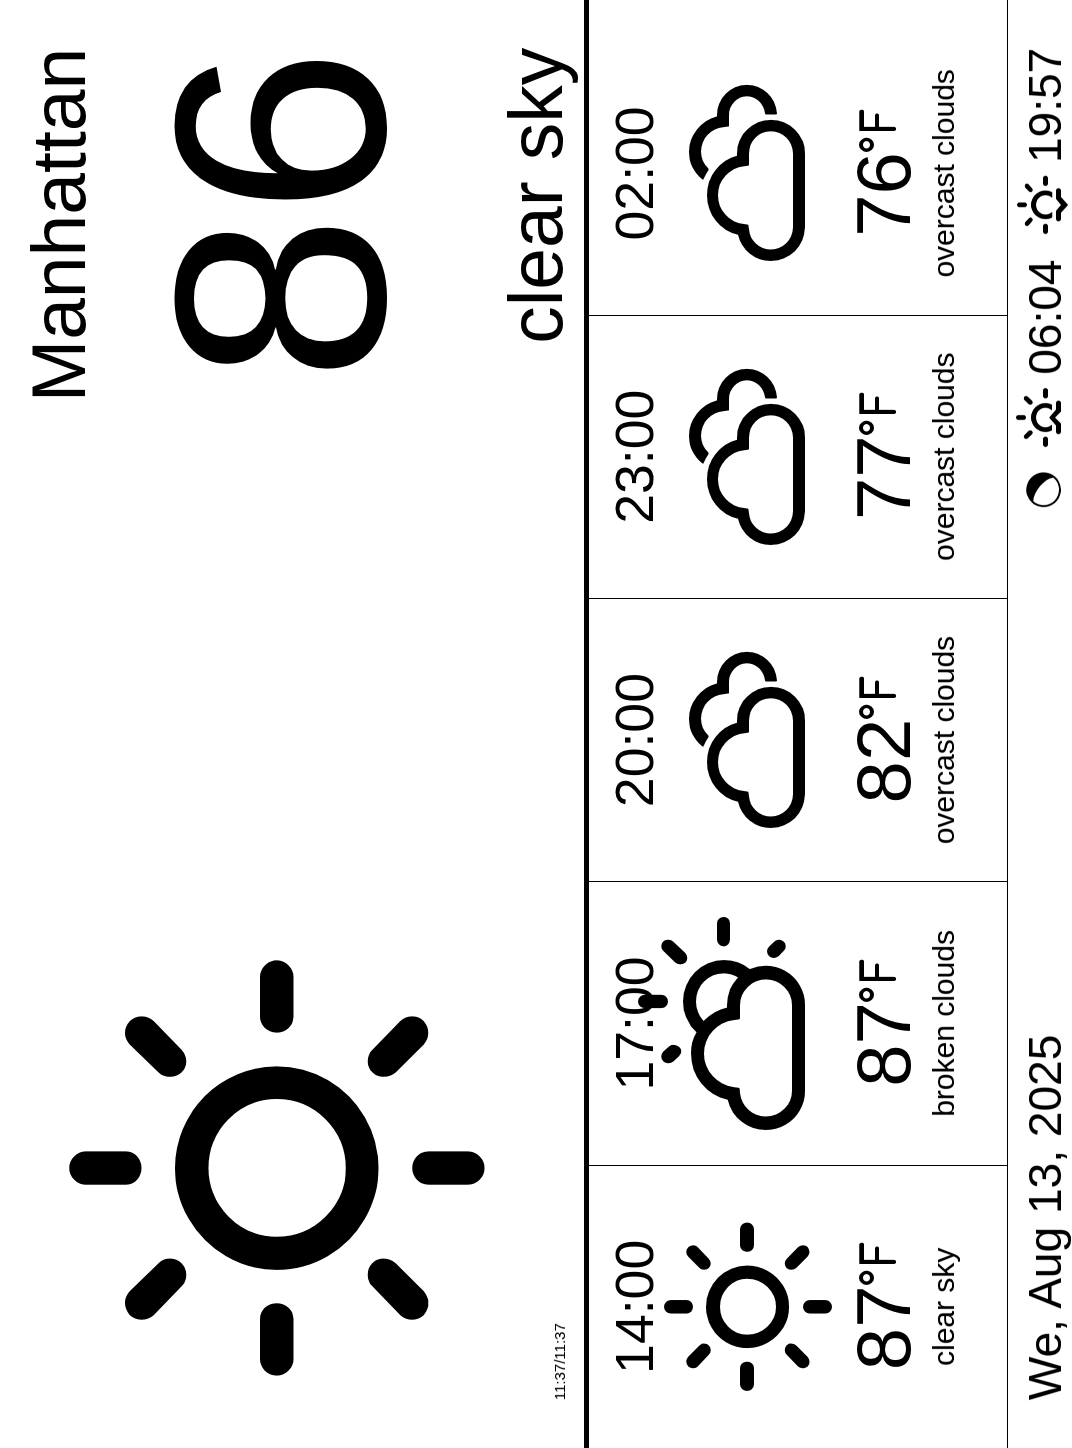 Manhattan
86
clear sky
11:37/11:37
14:00
87°F
clear sky
17:00
87°F
broken clouds
20:00
82°F
overcast clouds
23:00
77°F
overcast clouds
02:00
76°F
overcast clouds
We, Aug 13, 2025
06:04
19:57